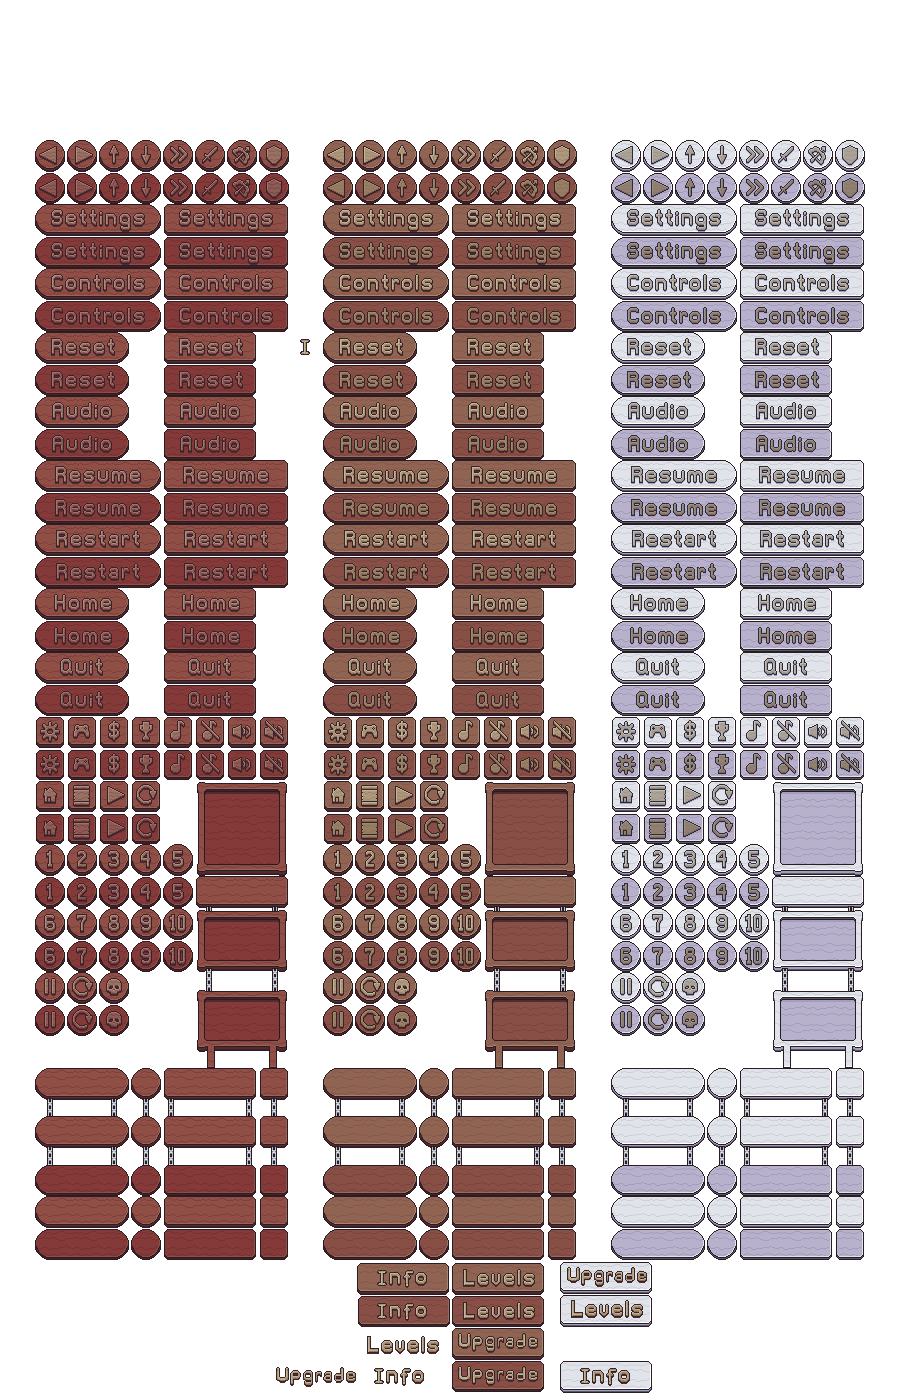 Settings Settings Settings Settings Settings Settings
Settings Settings Settings Settings Settings Settings
Controls Controls Controls Controls Controls Controls
Controls Controls Controls Controls Controls Controls
Reset Reset I Reset Reset Reset Reset
Reset Reset Reset Reset Reset Reset
Audio Audio Audio Audio Audio Audio
Audio Audio Audio Audio Audio Audio
Resume Resume Resume Resume Resume Resume
Resume Resume Resume Resume Resume Resume
Restart Restart Restart Restart Restart Restart
Restart Restart Restart Restart Restart Restart
Home Home Home Home Home Home
Home Home Home Home Home Home
Quit Quit Quit Quit Quit Quit
Quit Quit Quit Quit Quit Quit
$ $ $
$ $ $
1 2 3 4 5 1 2 3 4 5 1 2 3 4 5
1 2 3 4 5 1 2 3 4 5 1 2 3 4 5
6 7 8 9 10 6 7 8 9 10 6 7 8 9 10
6 7 8 9 10 6 7 8 9 10 6 7 8 9 10
Info Levels Upgrade
Info Levels Levels
Levels Upgrade
Upgrade Info Upgrade Info